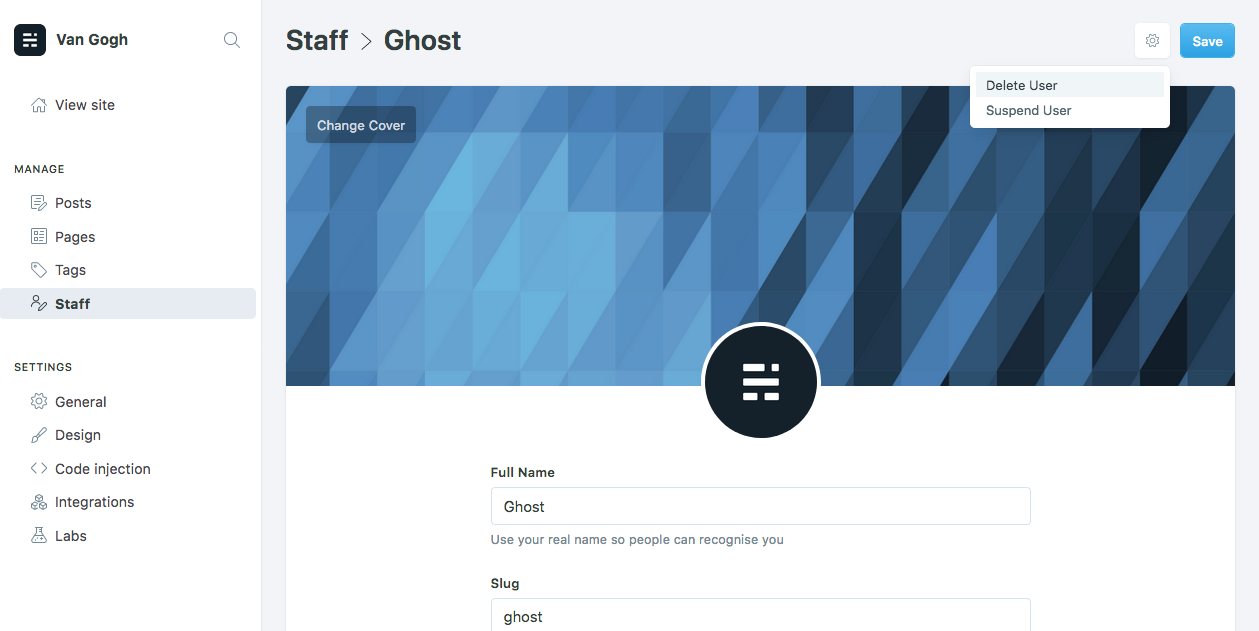 Van Gogh
View site
MANAGE
Posts
Pages
Tags
Staff
SETTINGS
General
Design
Code injection
Integrations
Labs
Staff > Ghost
Save
Delete User
Suspend User
Change Cover
Full Name
Ghost
Use your real name so people can recognise you
Slug
ghost